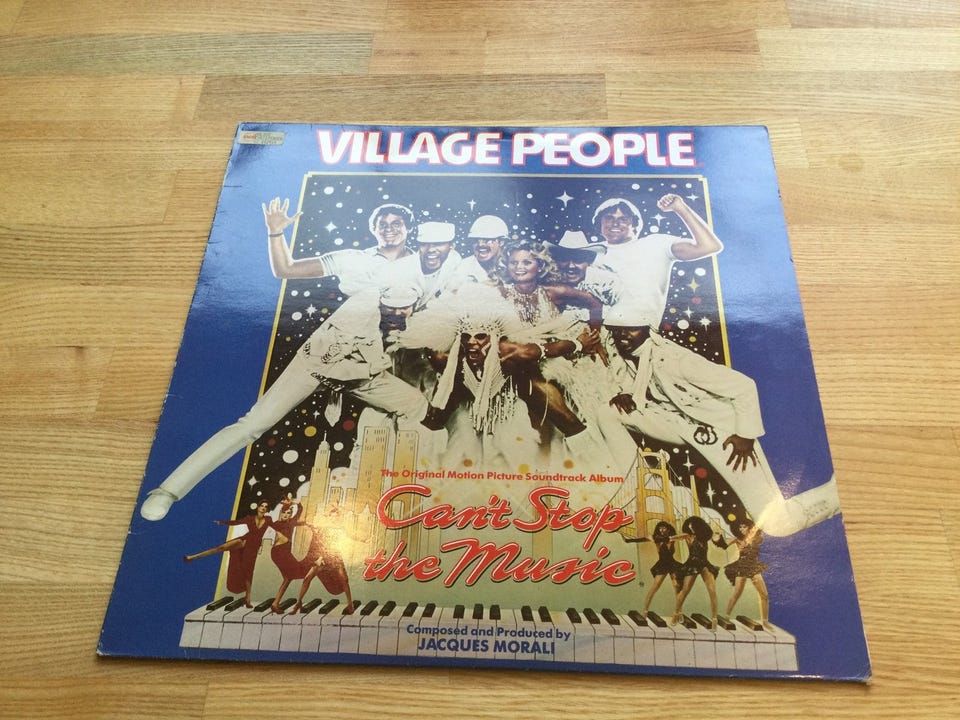 VILLAGE PEOPLE
The Original Motion Picture Soundtrack Album
Can't Stop
the Music
Composed and Produced by
JACQUES MORALI